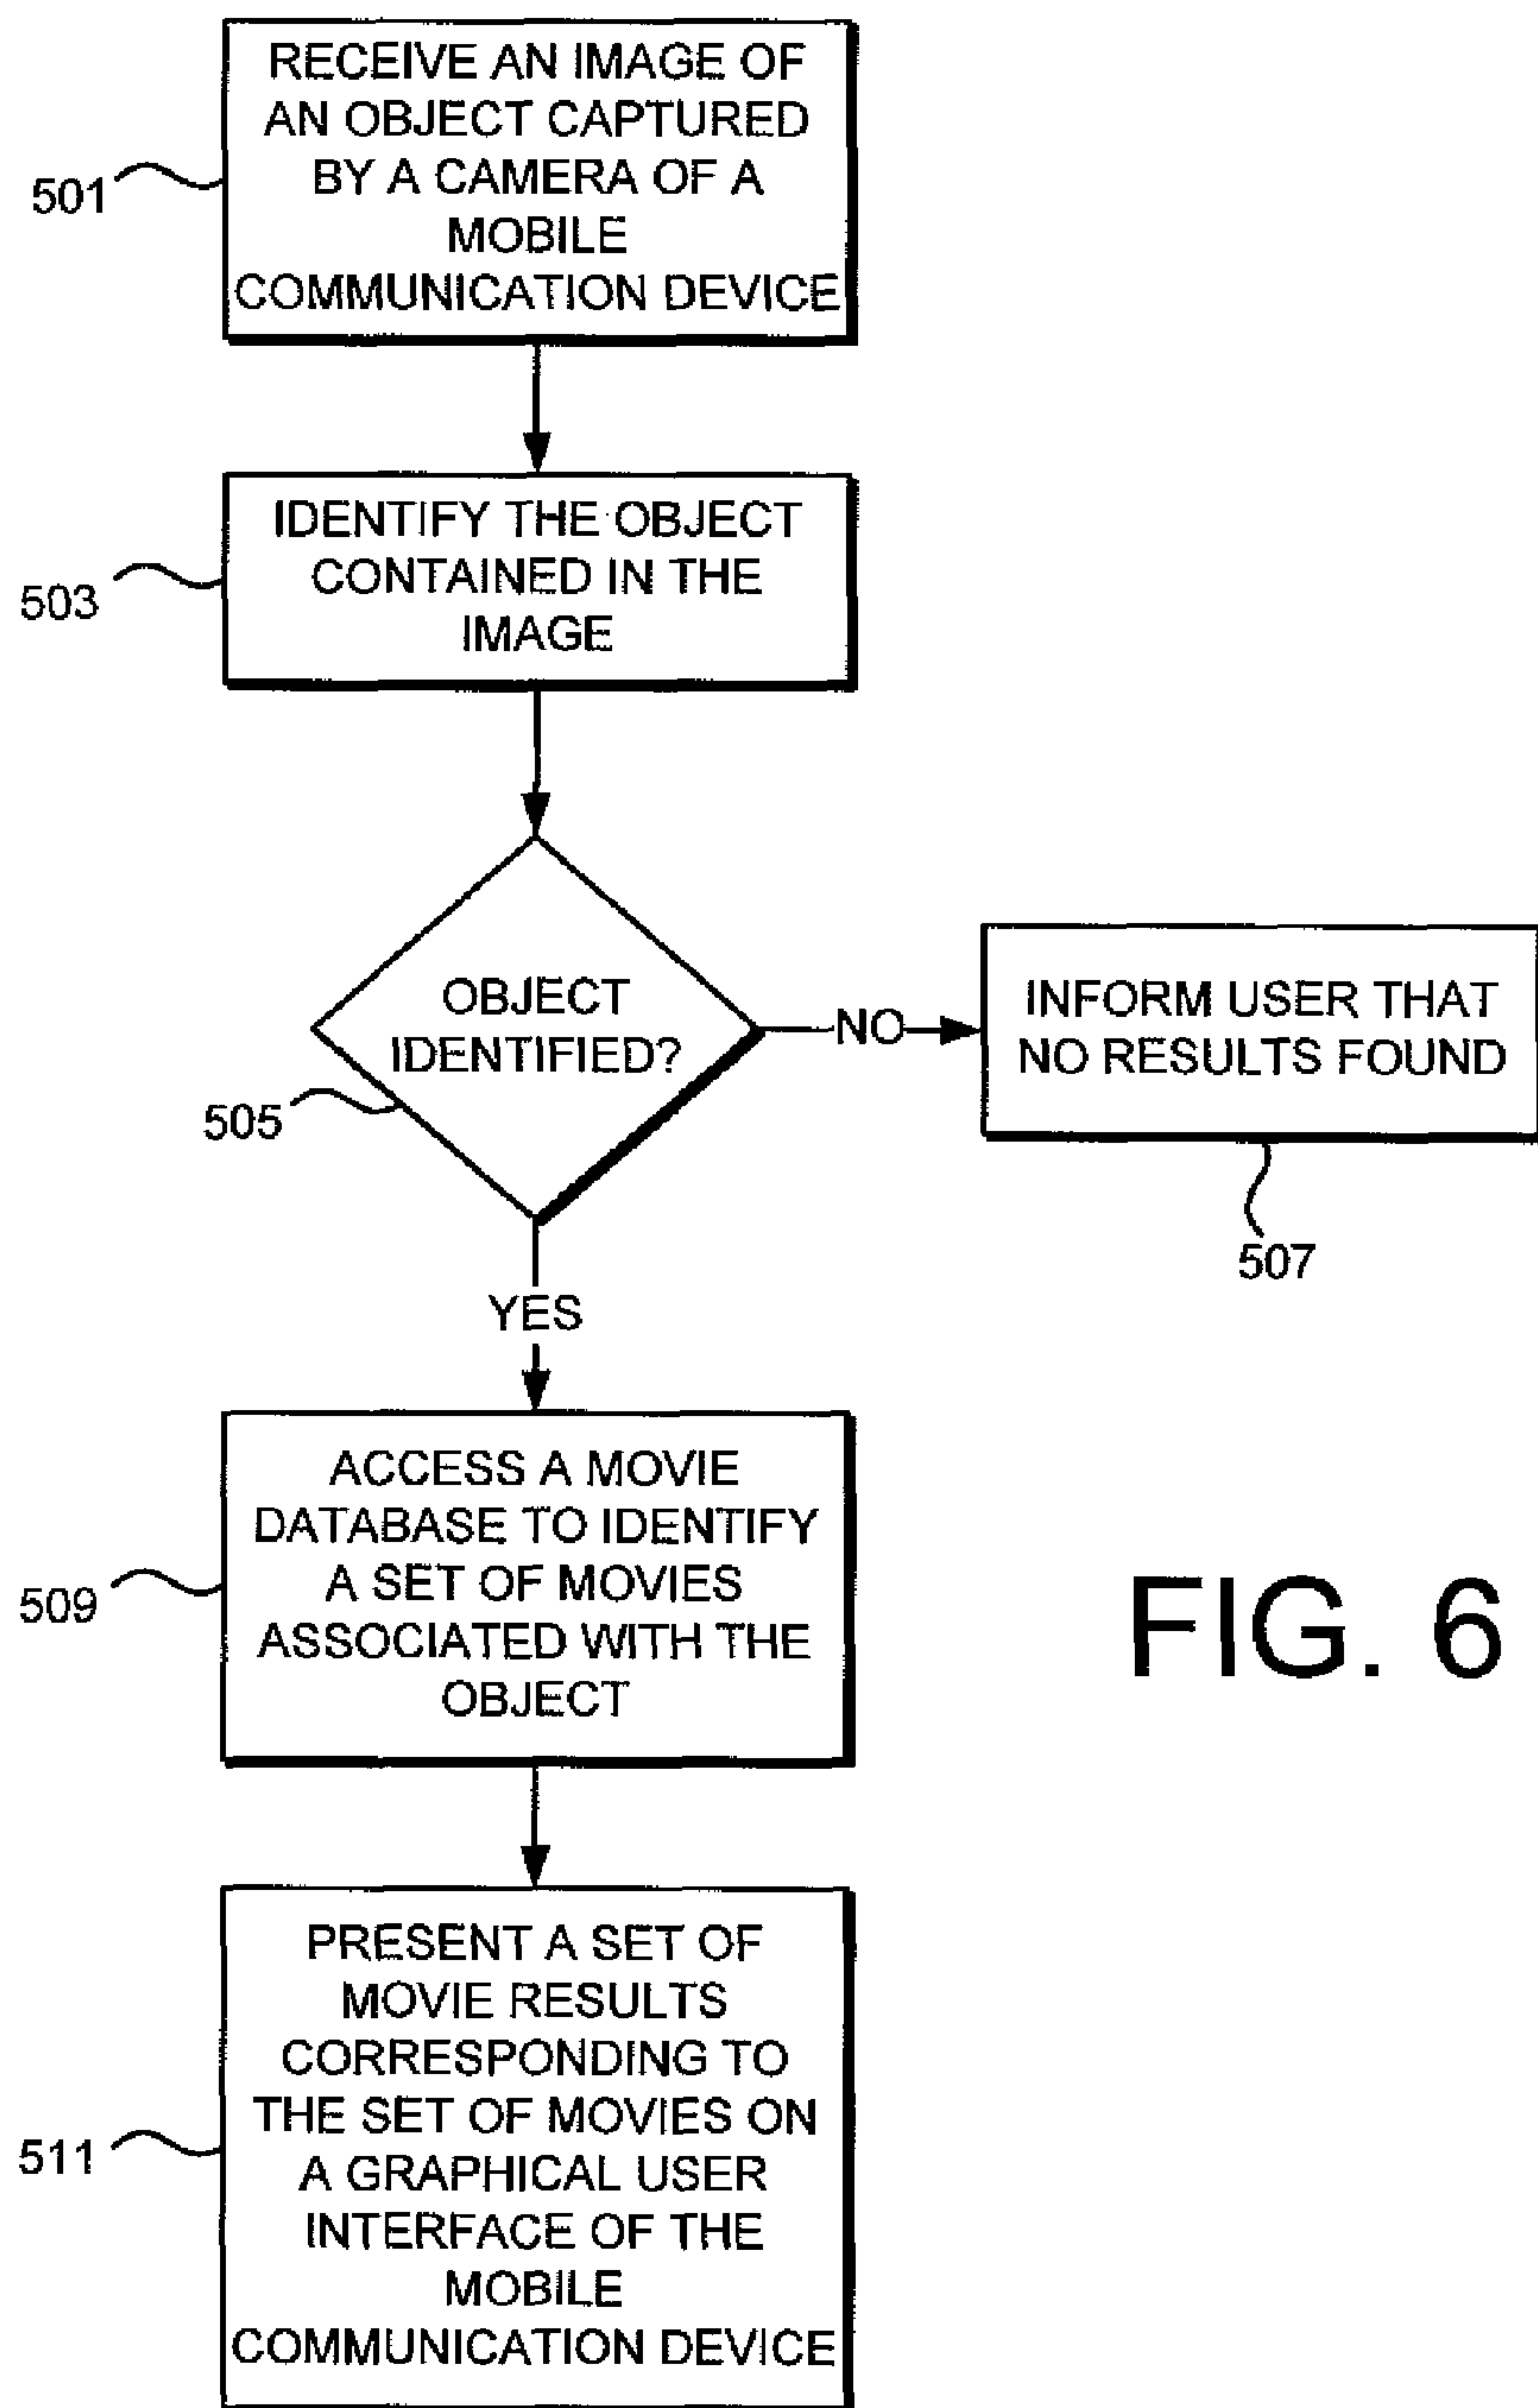 RECEIVE AN IMAGE OF
AN OBJECT CAPTURED
BY A CAMERA OF A
MOBILE
COMMUNICATION DEVICE
501
IDENTIFY THE OBJECT
CONTAINED IN THE
IMAGE
503
OBJECT
IDENTIFIED?
505
NO
INFORM USER THAT
NO RESULTS FOUND
507
YES
ACCESS A MOVIE
DATABASE TO IDENTIFY
A SET OF MOVIES
ASSOCIATED WITH THE
OBJECT
509
FIG. 6
PRESENT A SET OF
MOVIE RESULTS
CORRESPONDING TO
THE SET OF MOVIES ON
A GRAPHICAL USER
INTERFACE OF THE
MOBILE
COMMUNICATION DEVICE
511